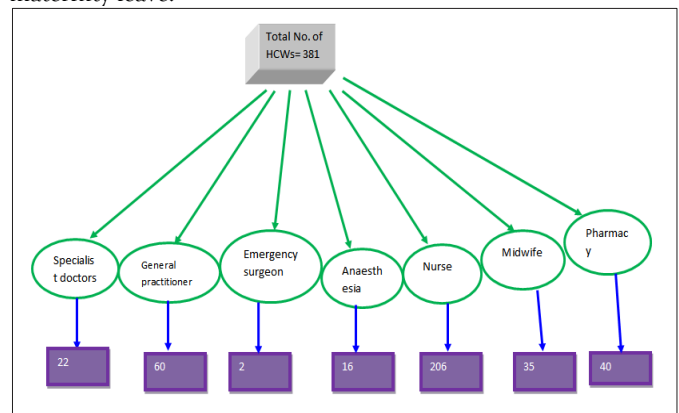 maternity leave.
Total No. of
HCWs= 381
Specialis
t doctors
General
practitioner
Emergency
surgeon
Anaesth
esia
Nurse
Midwife
Pharmac
y
22
60
2
16
206
35
40